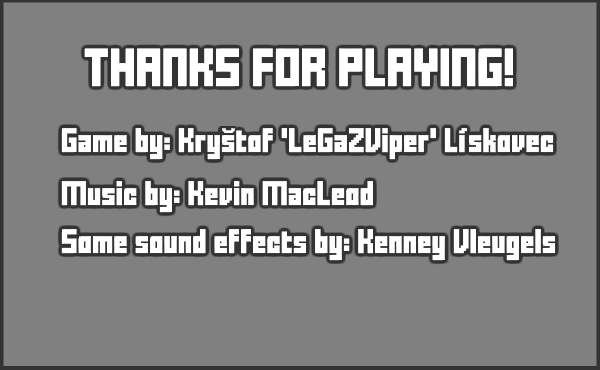 THANKS FOR PLAYING!
Game by: Kryštof 'LeGaZViper' Lískovec
Music by: Kevin MacLeod
Some sound effects by: Kenney Vleugels